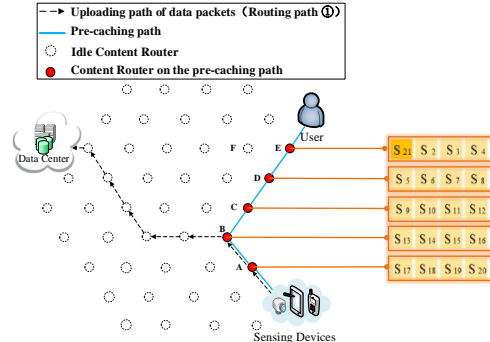 Uploading path of data packets（Routing path ①）
Pre-caching path
Idle Content Router
Content Router on the pre-caching path
User
Data Center
F E
S21 S2 S3 S4
D
S5 S6 S7 S8
C
S9 S10 S11 S12
B
S13 S14 S15 S16
A
S17 S18 S19 S20
Sensing Devices